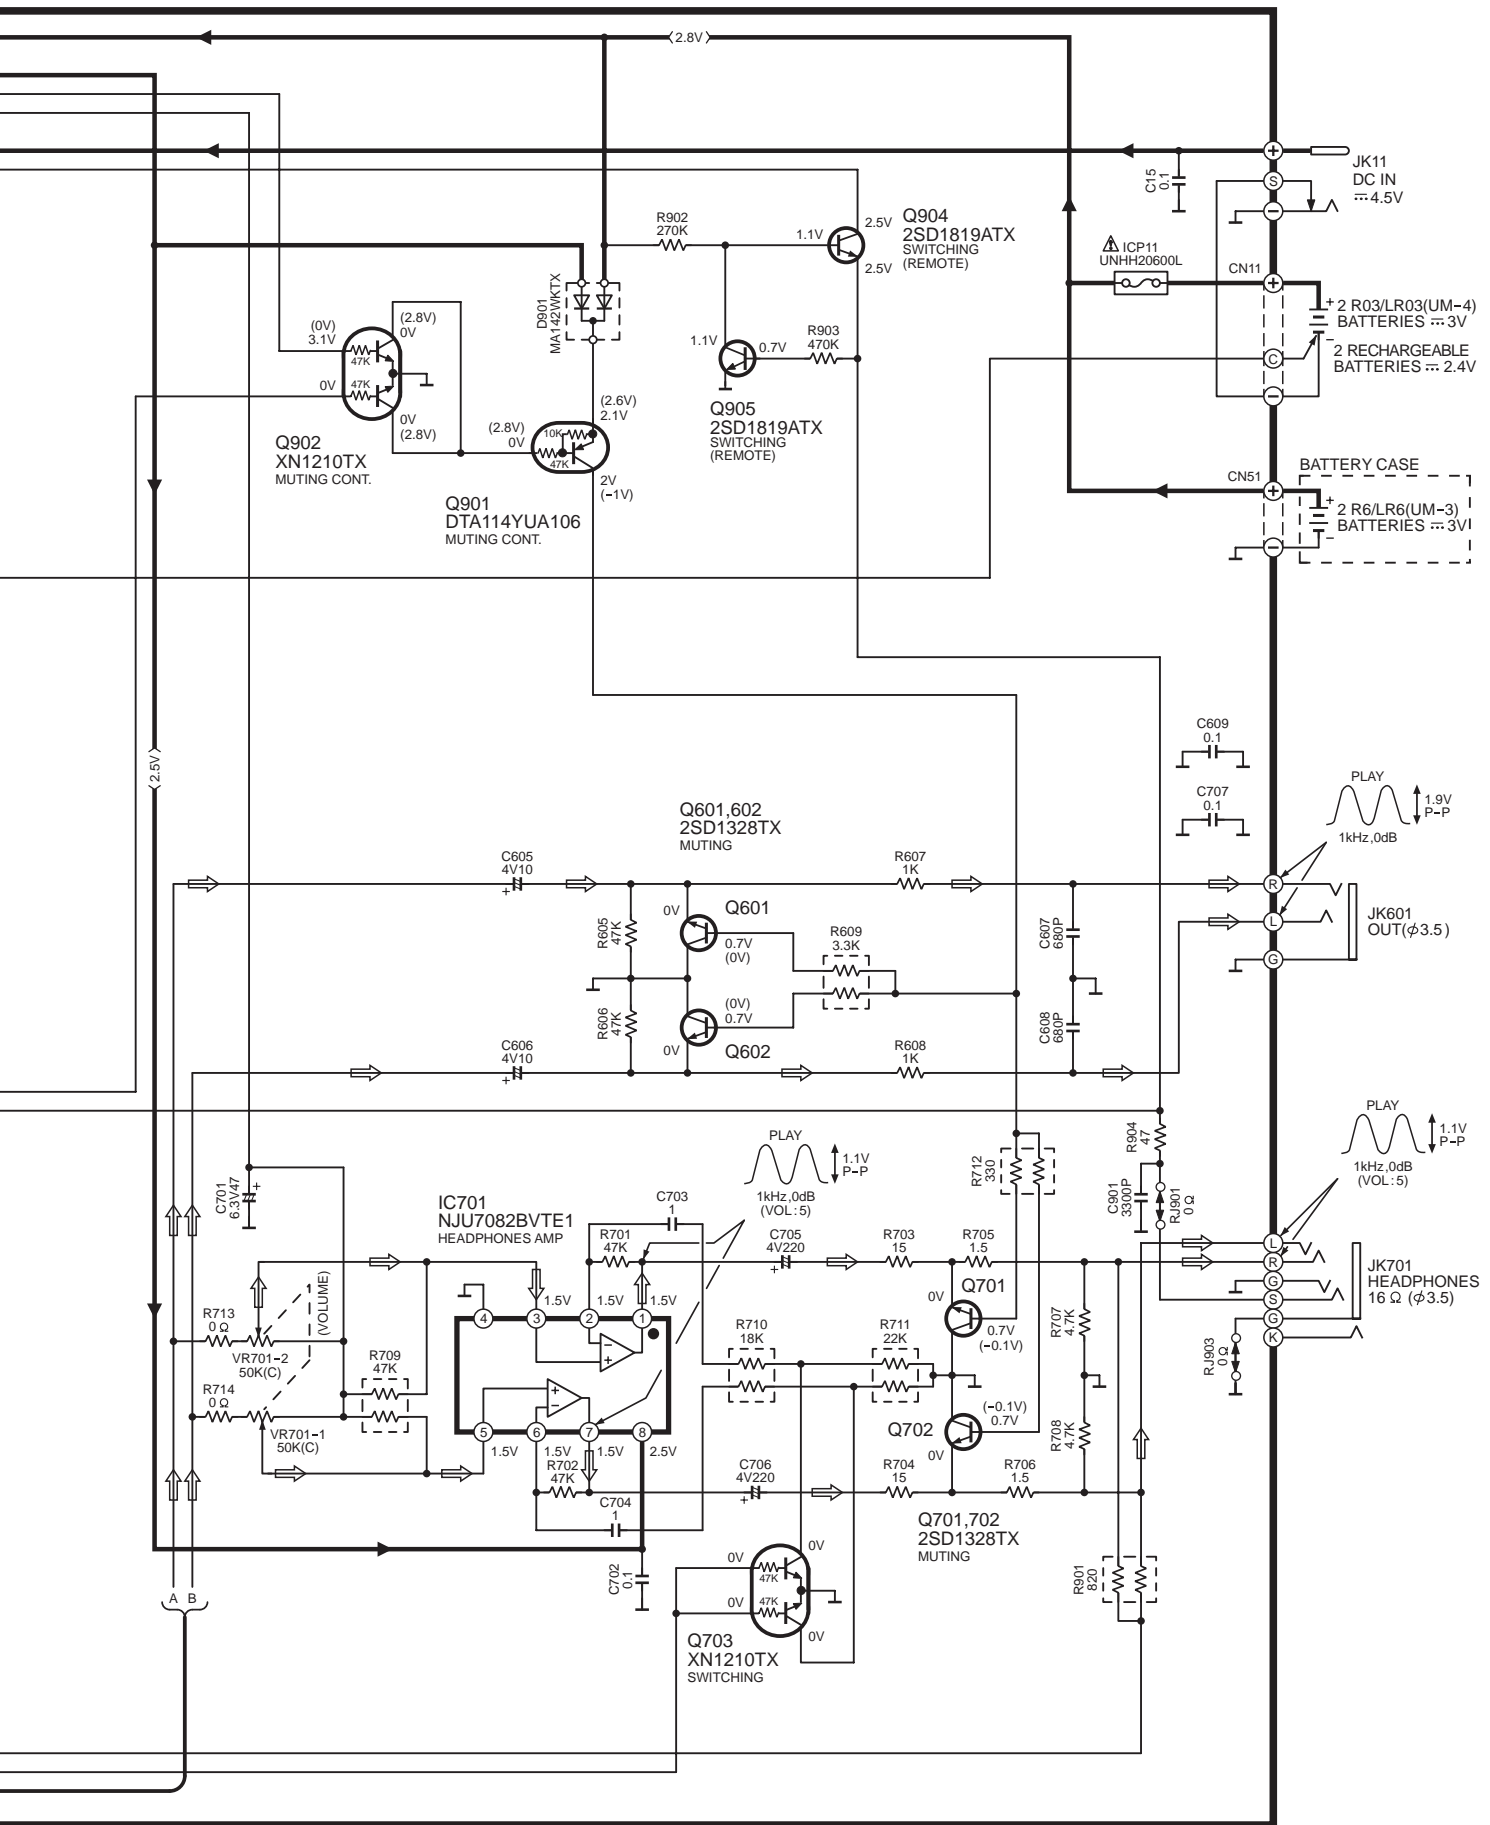 2.8V
JK11
DC IN
⎓4.5V
C15
0.1
S
R902
270K
1.1V
2.5V
Q904
2SD1819ATX
SWITCHING
(REMOTE)
2.5V
ICP11
UNHH20600L
CN11
+ 2 R03/LR03(UM-4)
BATTERIES ⎓ 3V
−
2 RECHARGEABLE
BATTERIES ⎓ 2.4V
C
D901
MA142WKTX
(0V)
3.1V
(2.8V)
0V
47K
47K
0V
0V
(2.8V)
Q902
XN1210TX
MUTING CONT.
1.1V
0.7V
R903
470K
Q905
2SD1819ATX
SWITCHING
(REMOTE)
(2.6V)
2.1V
(2.8V)
0V
10K
47K
2V
(-1V)
Q901
DTA114YUA106
MUTING CONT.
BATTERY CASE
CN51
+
2 R6/LR6(UM-3)
BATTERIES ⎓ 3V
−
2.5V
C609
0.1
C707
0.1
PLAY
1.9V
P-P
1kHz,0dB
Q601,602
2SD1328TX
MUTING
C605
4V10
+
R607
1K
R
L
G
JK601
OUT(φ3.5)
0V
Q601
0.7V
(0V)
R605
47K
R609
3.3K
C607
680P
R606
47K
(0V)
0.7V
0V
Q602
C608
680P
C606
4V10
+
R608
1K
PLAY
1.1V
P-P
1kHz,0dB
(VOL:5)
R904
47
C901
3300P
RJ901
0Ω
R712
330
PLAY
1.1V
P-P
1kHz,0dB
(VOL:5)
C701
6.3V47
+
IC701
NJU7082BVTE1
HEADPHONES AMP
C703
1
R701
47K
C705
4V220
+
R703
15
R705
1.5
L
R
G
S
G
K
JK701
HEADPHONES
16 Ω (φ3.5)
RJ903
0Ω
(VOLUME)
R713
0Ω
VR701-2
50K(C)
R709
47K
R714
0Ω
VR701-1
50K(C)
1.5V
1.5V
1.5V
4
3
2
1
5
6
7
8
1.5V
1.5V
1.5V
2.5V
R702
47K
C704
1
R710
18K
R711
22K
0V
Q701
0.7V
(-0.1V)
R707
4.7K
(-0.1V)
0.7V
Q702
0V
R708
4.7K
C706
4V220
+
R704
15
R706
1.5
Q701,702
2SD1328TX
MUTING
C702
0.1
0V
47K
0V
0V
47K
0V
Q703
XN1210TX
SWITCHING
R901
820
A B